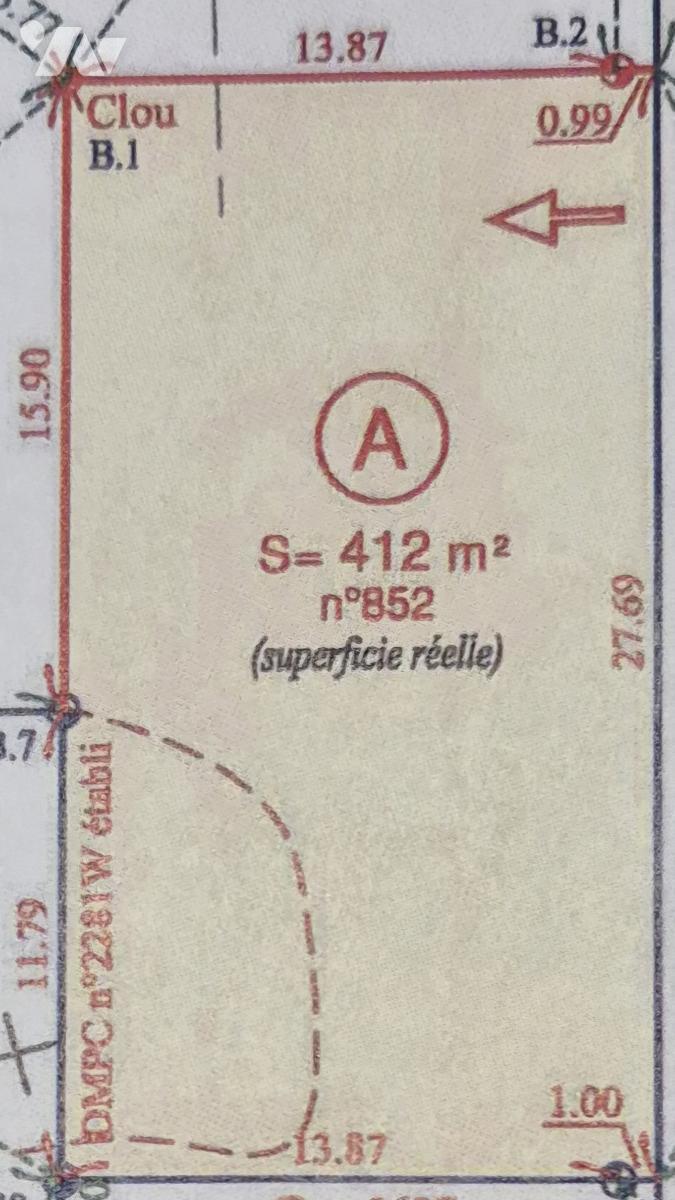 13.87
B.2
Clou
B.1
0.99
15.90
A
S= 412 m²
n°852
(superficie réelle)
27.69
DMPC n°2281W établi
11.79
1.00
13.87